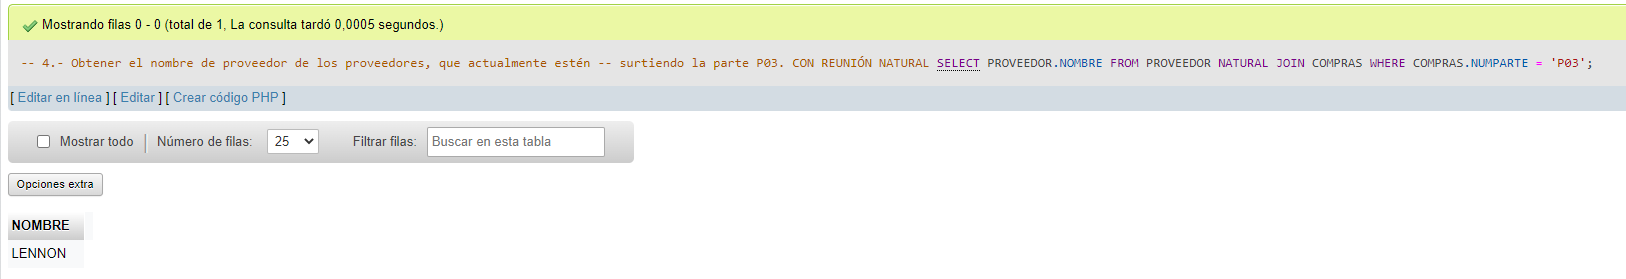 Mostrando filas 0 - 0 (total de 1, La consulta tardó 0,0005 segundos.)
-- 4.- Obtener el nombre de proveedor de los proveedores, que actualmente estén -- surtiendo la parte P03. CON REUNIÓN NATURAL SELECT PROVEEDOR.NOMBRE FROM PROVEEDOR NATURAL JOIN COMPRAS WHERE COMPRAS.NUMPARTE = 'P03';
[ Editar en línea ] [ Editar ] [ Crear código PHP ]
Mostrar todo Número de filas: 25 Filtrar filas: Buscar en esta tabla
Opciones extra
NOMBRE
LENNON